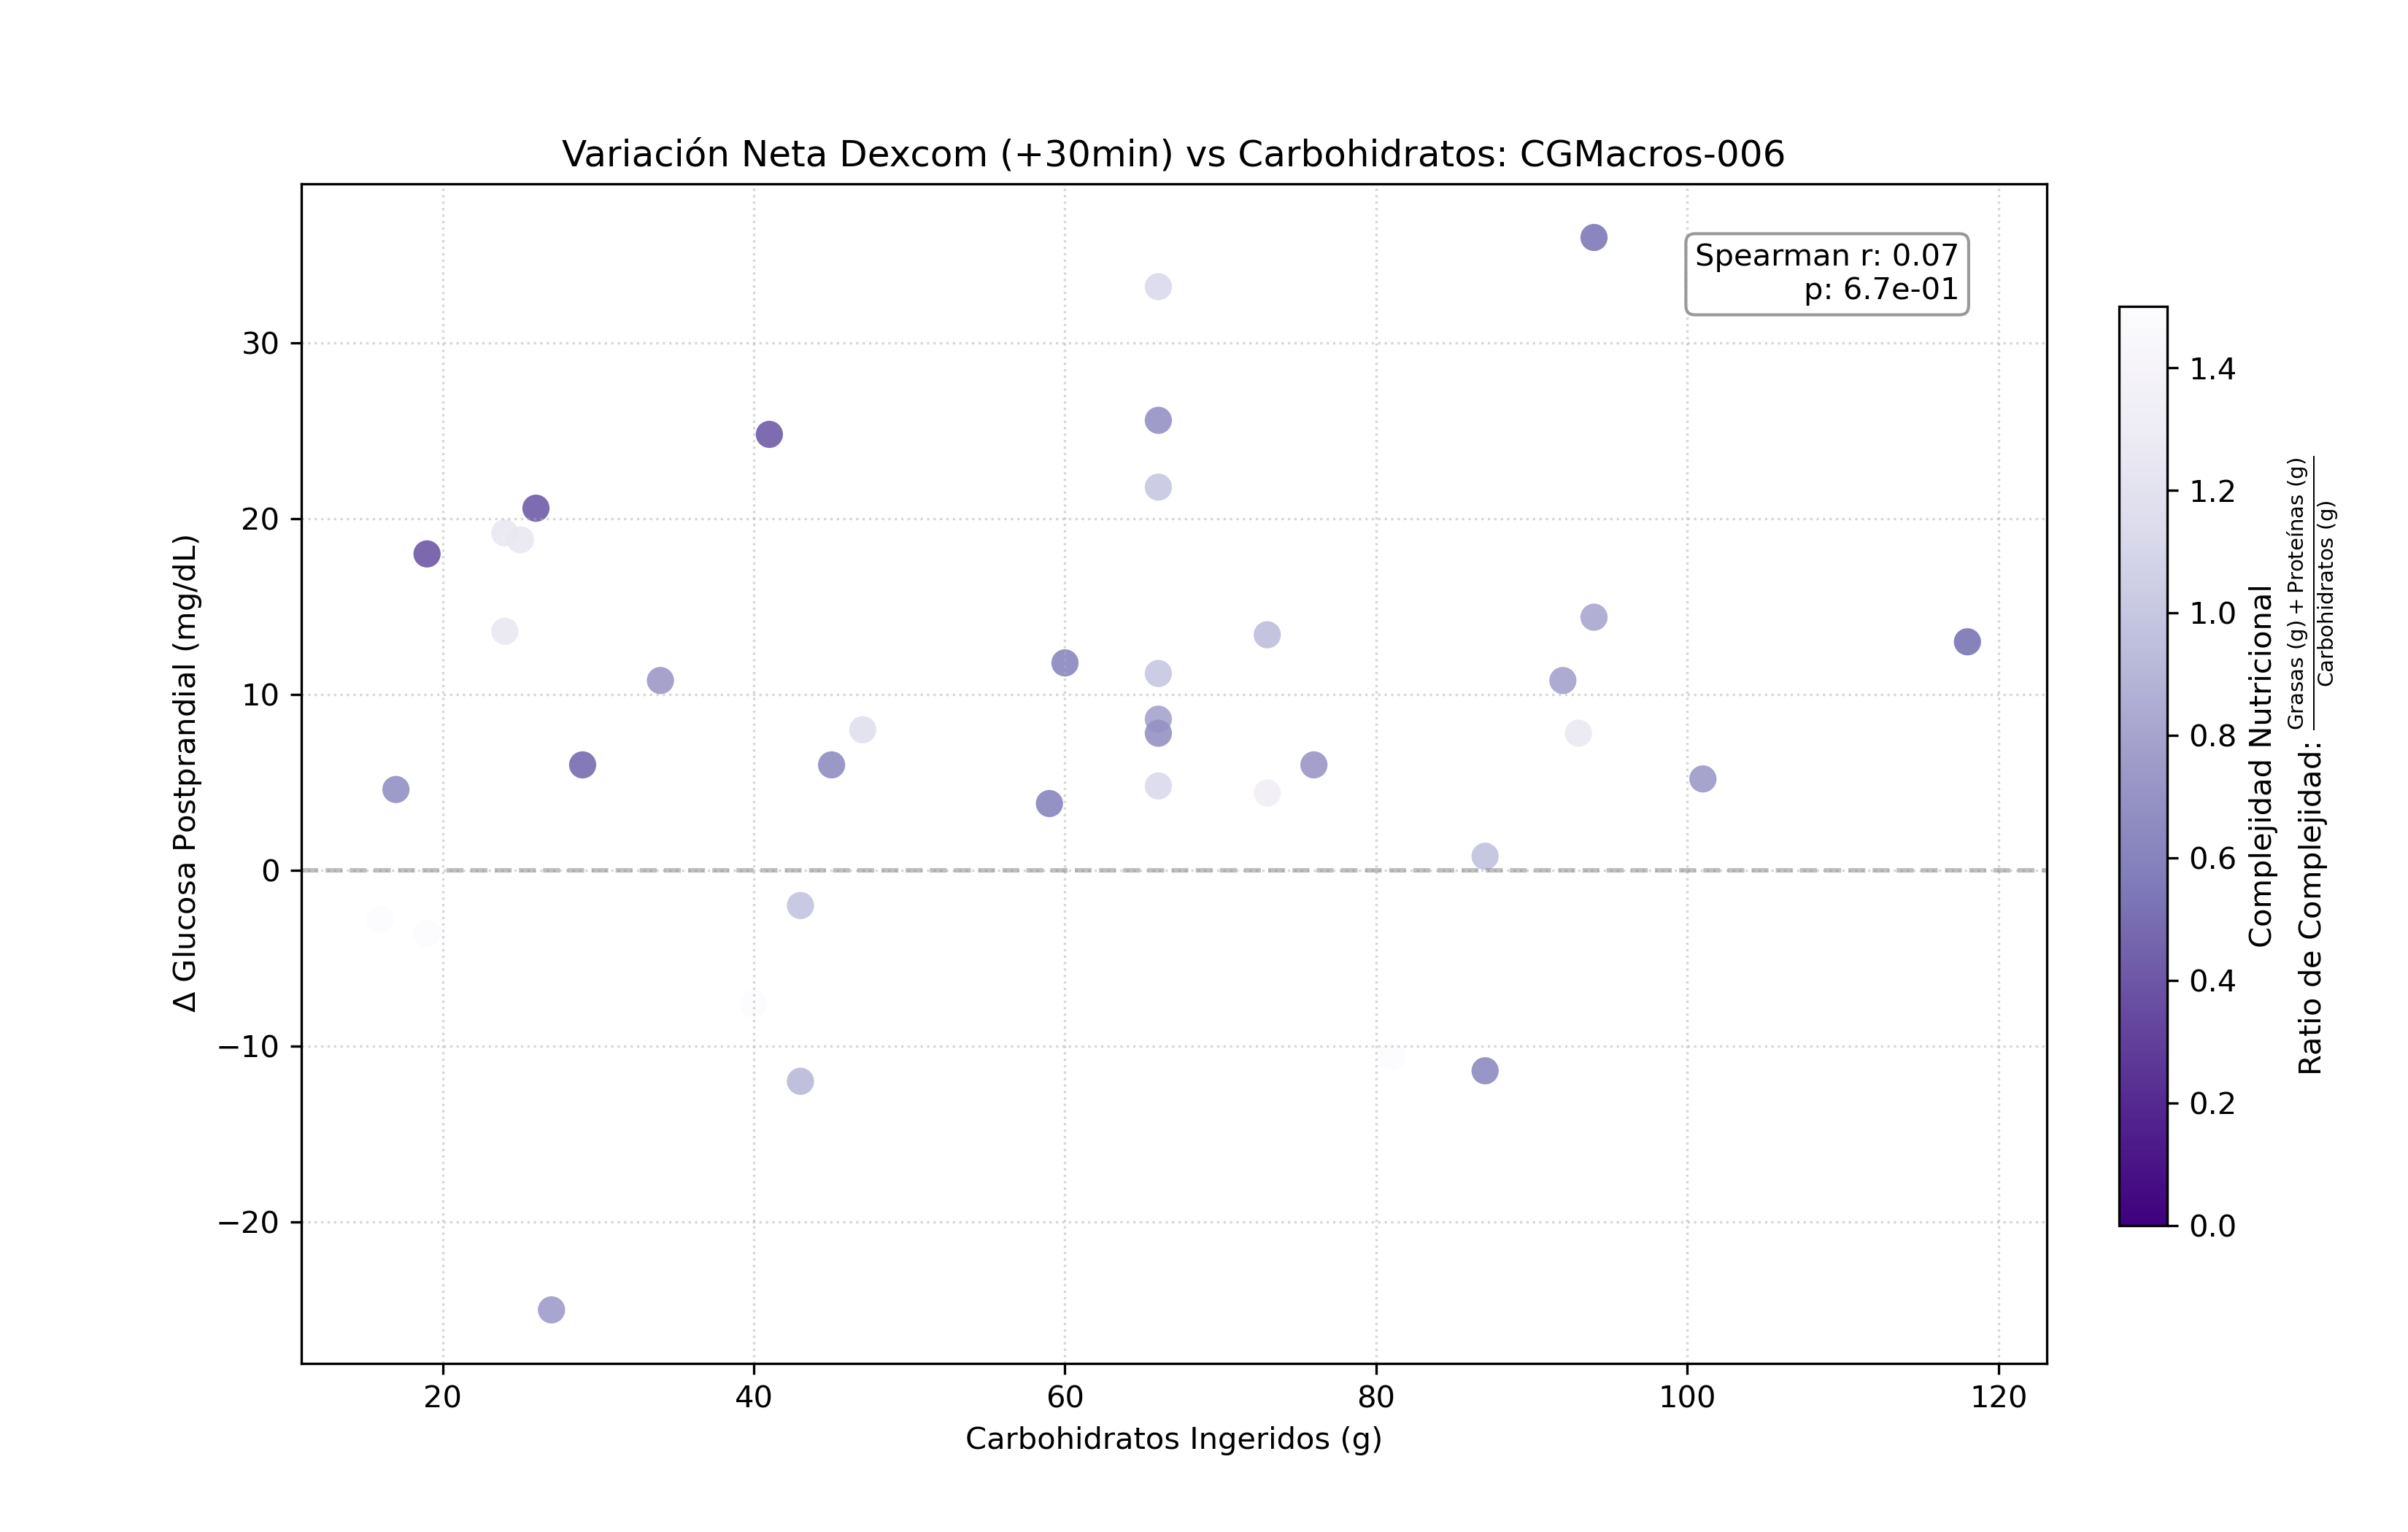 Variación Neta Dexcom (+30min) vs Carbohidratos: CGMacros-006
Spearman r: 0.07
p: 6.7e-01
Δ Glucosa Postprandial (mg/dL)
30
20
10
0
−10
−20
20
40
60
80
100
120
Carbohidratos Ingeridos (g)
1.4
1.2
1.0
0.8
0.6
0.4
0.2
0.0
Complejidad Nutricional
Ratio de Complejidad: Grasas (g) + Proteínas (g)
Carbohidratos (g)